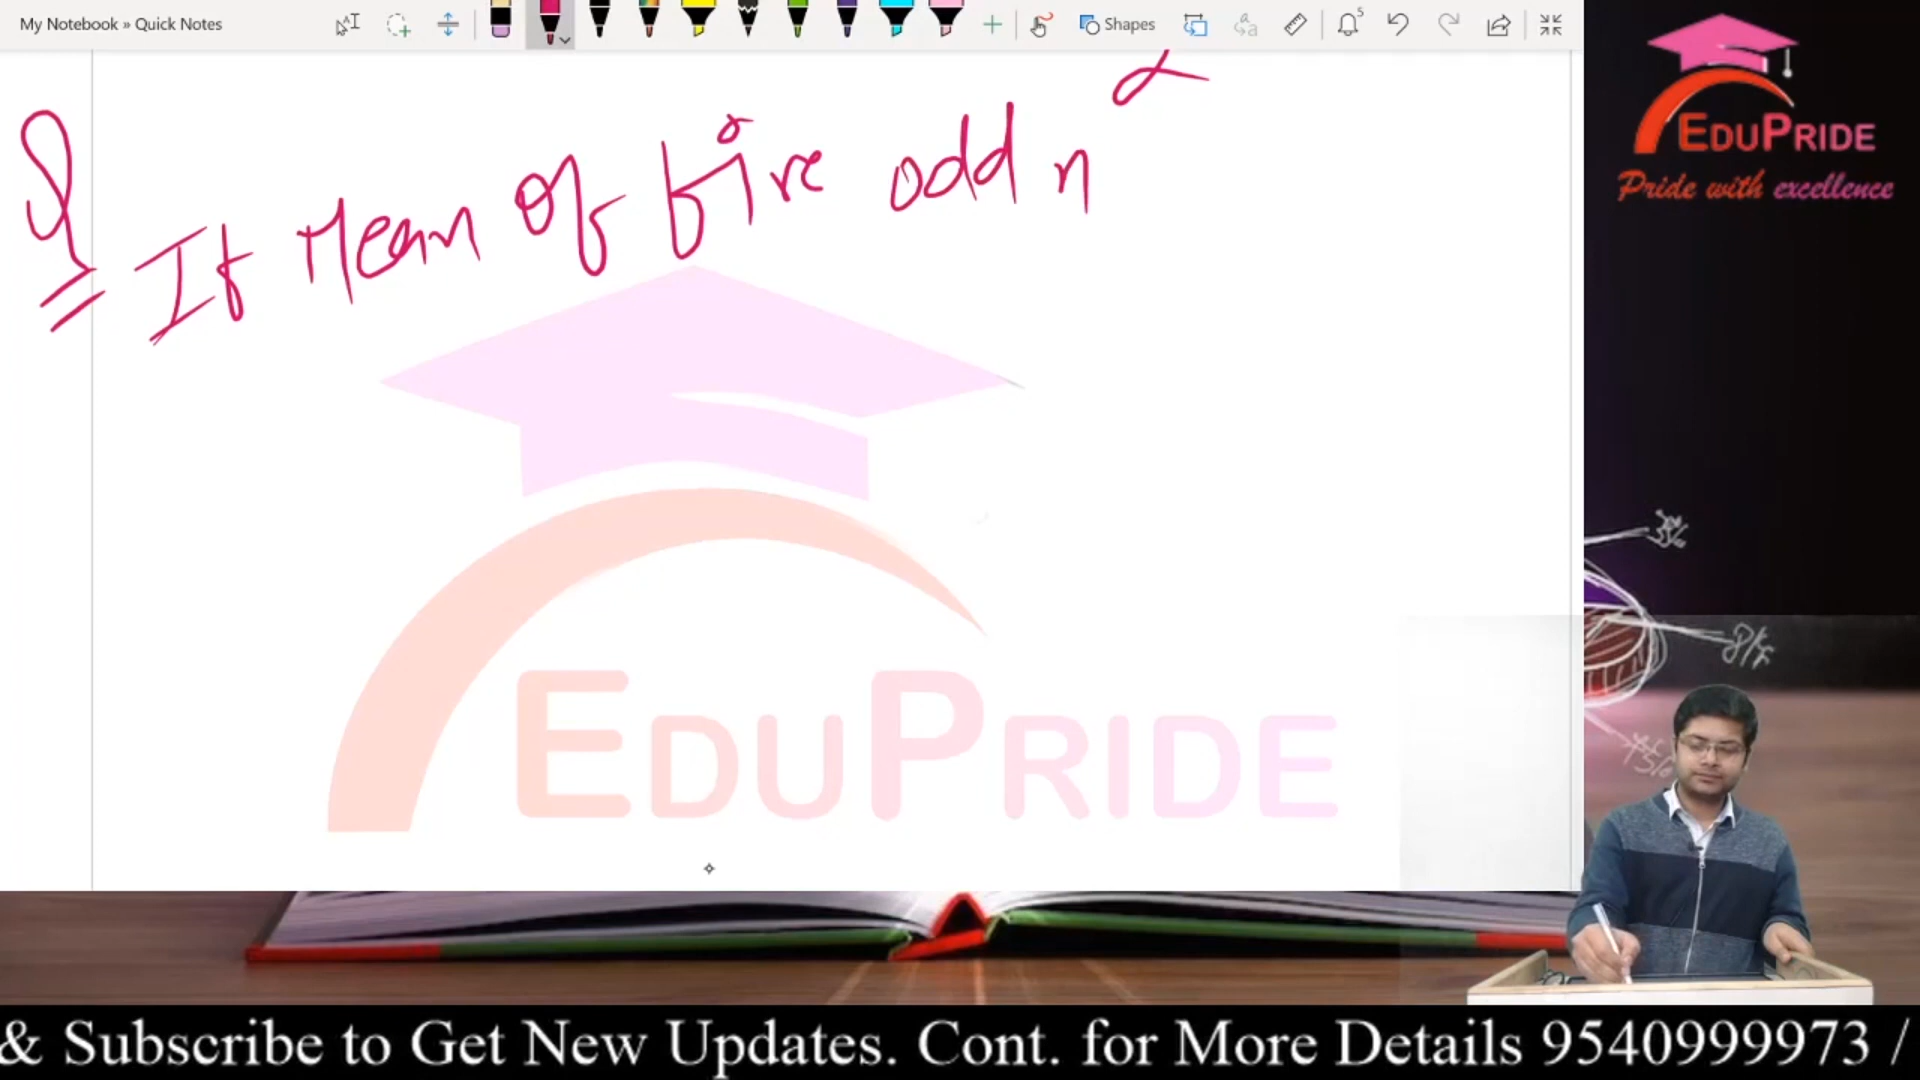 My Notebook » Quick Notes
Shapes
5
EDUPRIDE
Pride with excellence
Q If Mean of five odd n
EDUPRIDE
& Subscribe to Get New Updates. Cont. for More Details 9540999973 /